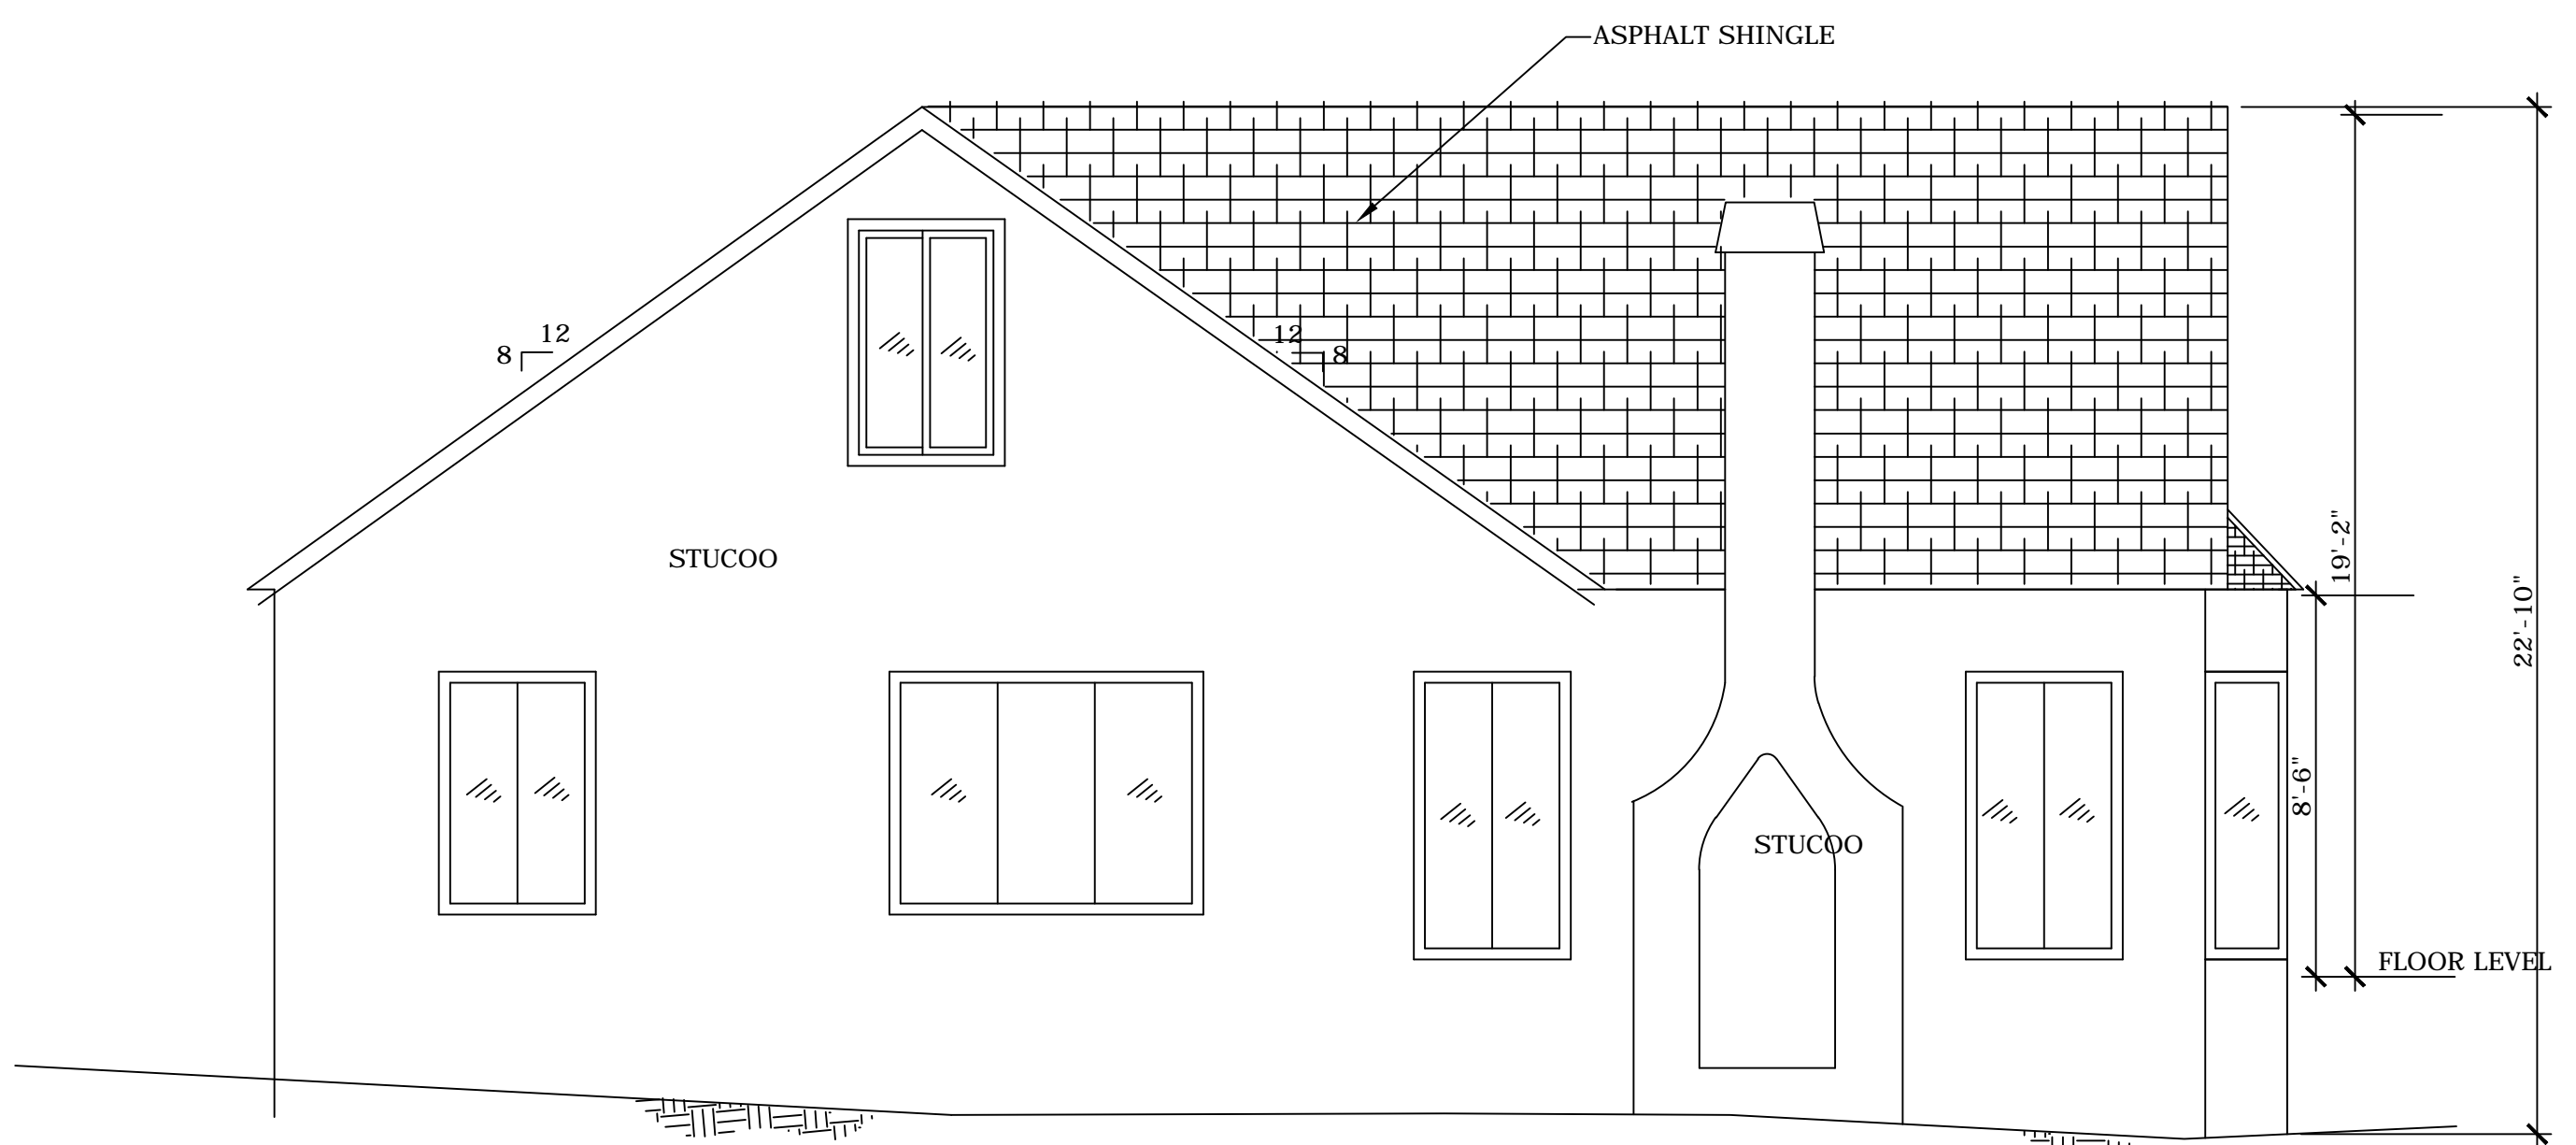 ASPHALT SHINGLE
12
8
12
8
STUCOO
19'-2"
22'-10"
8'-6"
STUCOO
FLOOR LEVEL